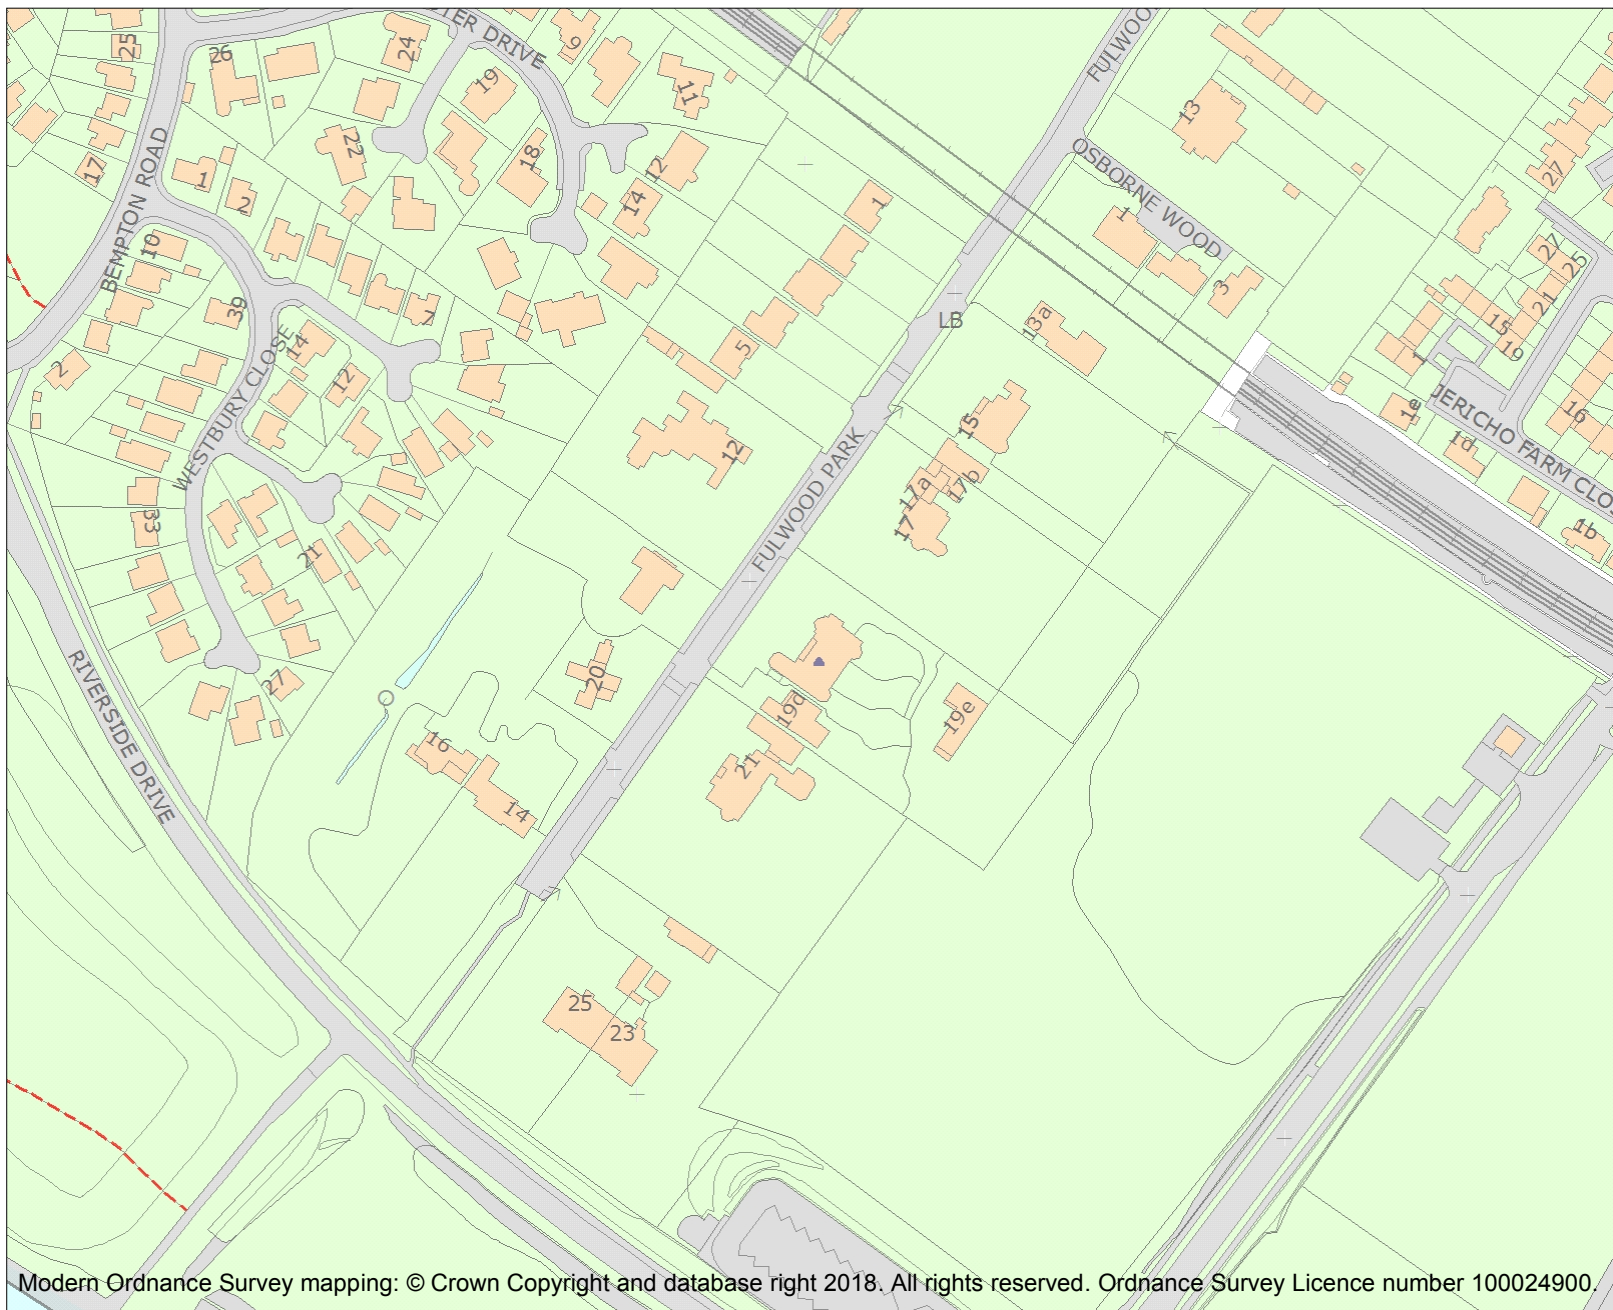 25
26
24
TER DRIVE
9
FULWOO
19
11
13
17
22
18
12
OSBORNE WOOD
27
1
2
14
1
1
BEMPTON ROAD
10
27
25
3
21
39
7
LB
13a
15
14
WESTBURY CLOSE
5
19
1
2
12
JERICHO FARM CLO
1e
16
15
12
1d
FULWOOD PARK
17a
17b
33
17
1b
21
RIVERSIDE DRIVE
20
27
19d
19e
16
21
14
25
23
Modern Ordnance Survey mapping: © Crown Copyright and database right 2018. All rights reserved. Ordnance Survey Licence number 100024900.